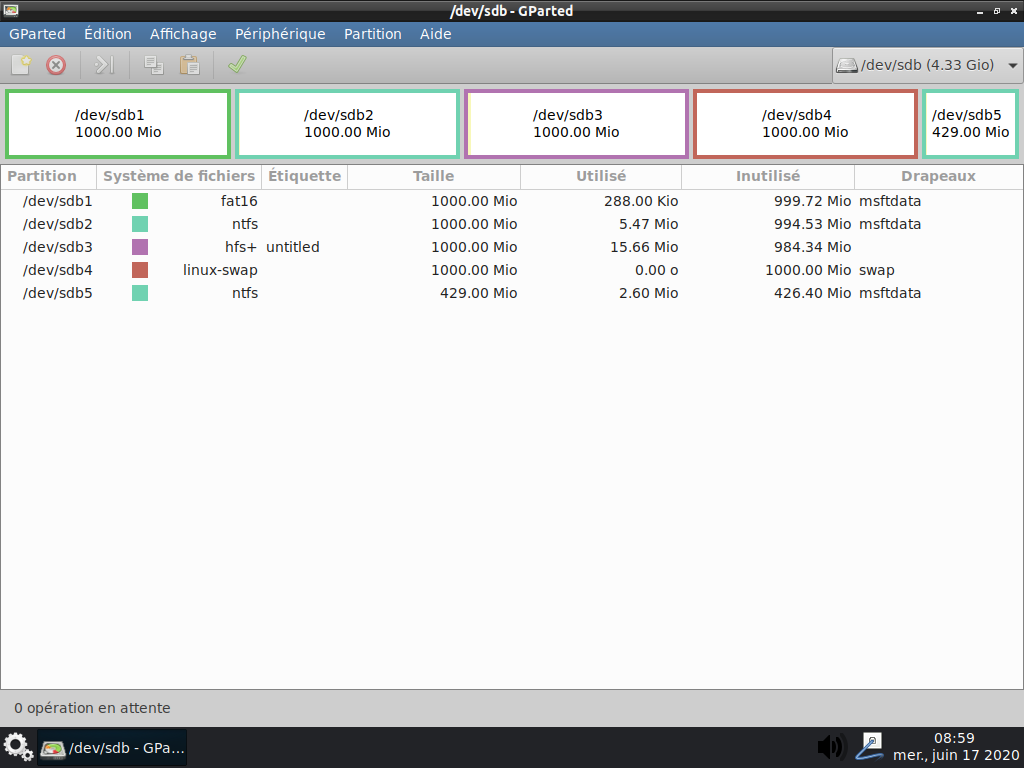 /dev/sdb - GParted
GParted Édition Affichage Périphérique Partition Aide
/dev/sdb (4.33 Gio)
/dev/sdb1
1000.00 Mio
/dev/sdb2
1000.00 Mio
/dev/sdb3
1000.00 Mio
/dev/sdb4
1000.00 Mio
/dev/sdb5
429.00 Mio
Partition Système de fichiers Étiquette Taille Utilisé Inutilisé Drapeaux
/dev/sdb1 fat16 1000.00 Mio 288.00 Kio 999.72 Mio msftdata
/dev/sdb2 ntfs 1000.00 Mio 5.47 Mio 994.53 Mio msftdata
/dev/sdb3 hfs+ untitled 1000.00 Mio 15.66 Mio 984.34 Mio
/dev/sdb4 linux-swap 1000.00 Mio 0.00 o 1000.00 Mio swap
/dev/sdb5 ntfs 429.00 Mio 2.60 Mio 426.40 Mio msftdata
0 opération en attente
/dev/sdb - GPa...
08:59
mer., juin 17 2020